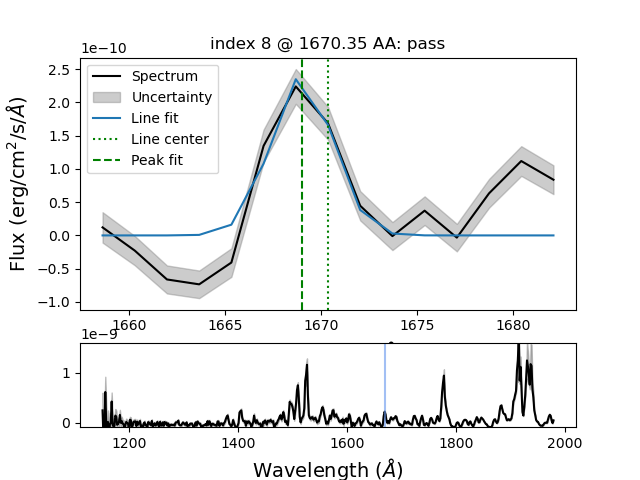 index 8 @ 1670.35 AA: pass
1e−10
Flux (erg/cm²/s/Å)
2.5
2.0
1.5
1.0
0.5
0.0
−0.5
−1.0
Spectrum
Uncertainty
Line fit
Line center
Peak fit
1660
1665
1670
1675
1680
1e−9
1
0
1200
1400
1600
1800
2000
Wavelength (Å)